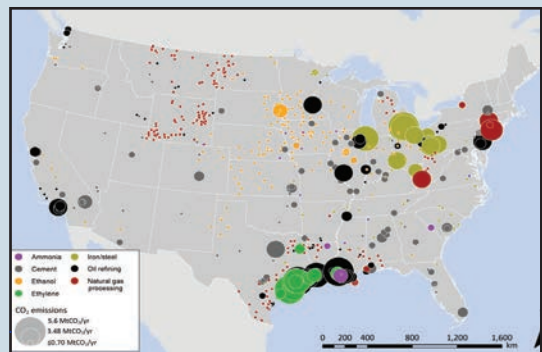 Ammonia
Cement
Ethanol
Ethylene
Iron/steel
Oil refining
Natural gas
processing
CO₂ emissions
5.6 MtCO₂/yr
3.48 MtCO₂/yr
≤0.70 MtCO₂/yr
0 200 400 800 1,200 1,600
km